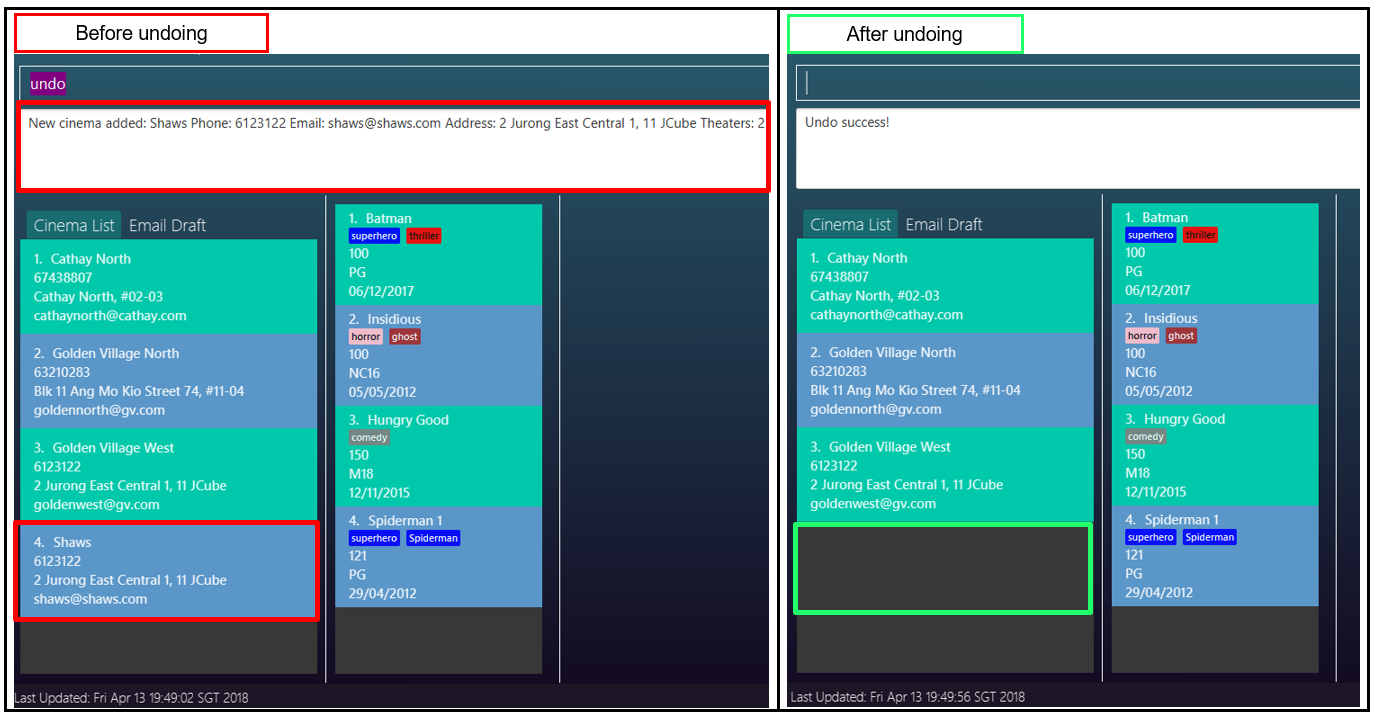 Before undoing
undo
New cinema added: Shaws Phone: 6123122 Email: shaws@shaws.com Address: 2 Jurong East Central 1, 11 JCube Theaters: 2
Cinema List Email Draft
1. Cathay North
67438807
Cathay North, #02-03
cathaynorth@cathay.com
2. Golden Village North
63210283
Blk 11 Ang Mo Kio Street 74, #11-04
goldennorth@gv.com
3. Golden Village West
6123122
2 Jurong East Central 1, 11 JCube
goldenwest@gv.com
4. Shaws
6123122
2 Jurong East Central 1, 11 JCube
shaws@shaws.com
1. Batman
superhero thriller
100
PG
06/12/2017
2. Insidious
horror ghost
100
NC16
05/05/2012
3. Hungry Good
comedy
150
M18
12/11/2015
4. Spiderman 1
superhero Spiderman
121
PG
29/04/2012
Last Updated: Fri Apr 13 19:49:02 SGT 2018
After undoing
Undo success!
Cinema List Email Draft
1. Cathay North
67438807
Cathay North, #02-03
cathaynorth@cathay.com
2. Golden Village North
63210283
Blk 11 Ang Mo Kio Street 74, #11-04
goldennorth@gv.com
3. Golden Village West
6123122
2 Jurong East Central 1, 11 JCube
goldenwest@gv.com
1. Batman
superhero thriller
100
PG
06/12/2017
2. Insidious
horror ghost
100
NC16
05/05/2012
3. Hungry Good
comedy
150
M18
12/11/2015
4. Spiderman 1
superhero Spiderman
121
PG
29/04/2012
Last Updated: Fri Apr 13 19:49:56 SGT 2018